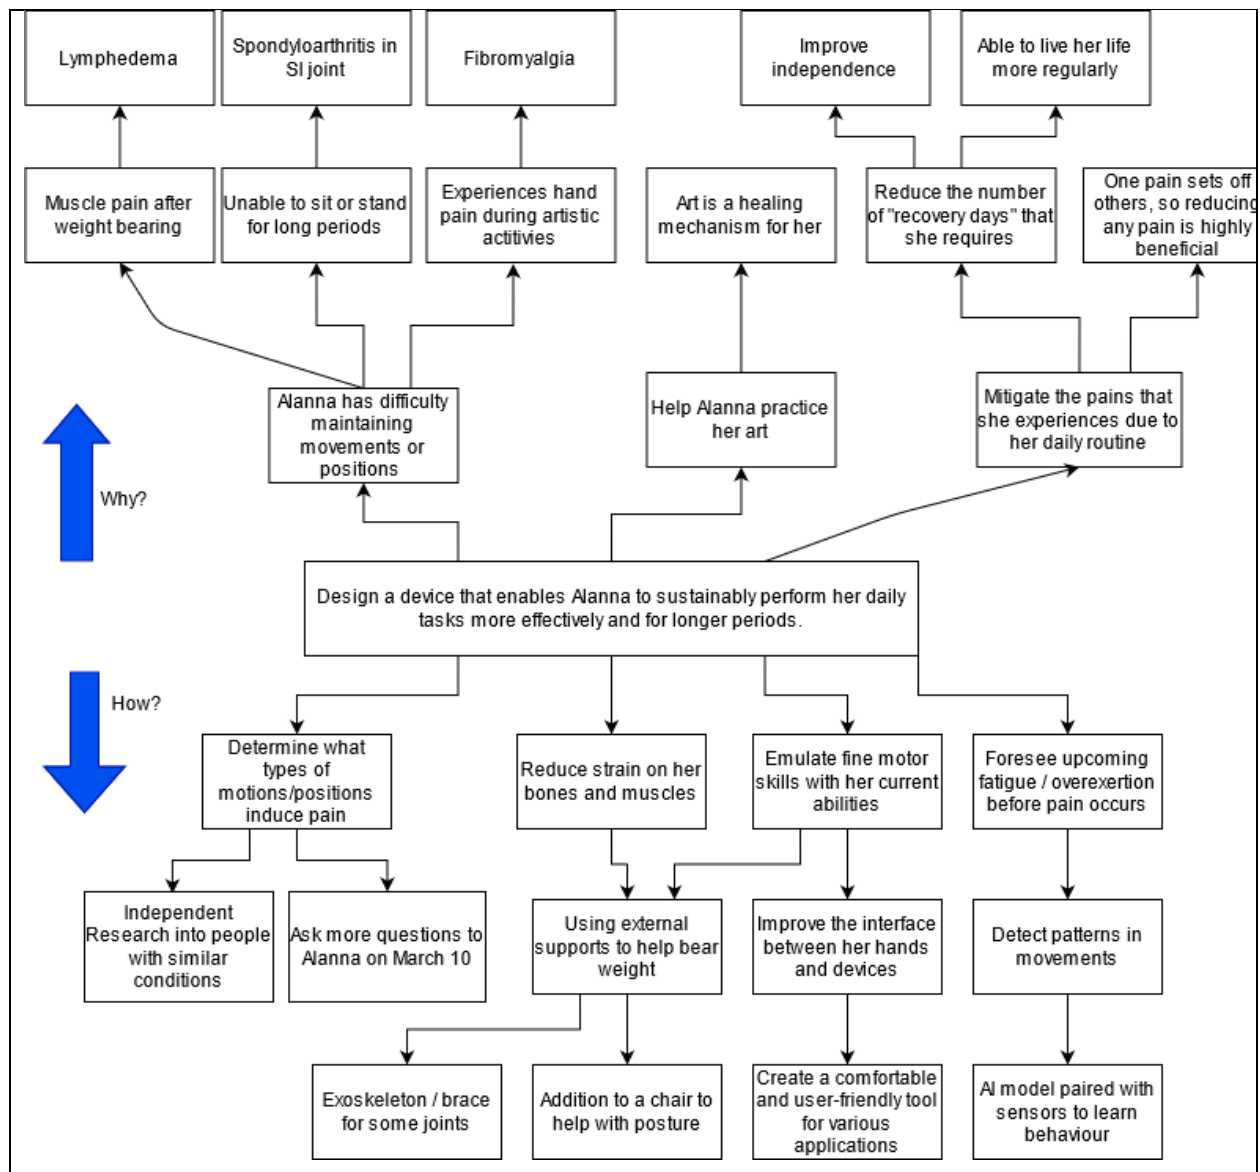 Lymphedema
Spondyloarthritis in
SI joint
Fibromyalgia
Improve
independence
Able to live her life
more regularly
Muscle pain after
weight bearing
Unable to sit or stand
for long periods
Experiences hand
pain during artistic
actitivies
Art is a healing
mechanism for her
Reduce the number
of "recovery days" that
she requires
One pain sets off
others, so reducing
any pain is highly
beneficial
Alanna has difficulty
maintaining
movements or
positions
Help Alanna practice
her art
Mitigate the pains that
she experiences due to
her daily routine
Why?
Design a device that enables Alanna to sustainably perform her daily
tasks more effectively and for longer periods.
How?
Determine what
types of
motions/positions
induce pain
Reduce strain on her
bones and muscles
Emulate fine motor
skills with her current
abilities
Foresee upcoming
fatigue / overexertion
before pain occurs
Independent
Research into people
with similar
conditions
Ask more questions to
Alanna on March 10
Using external
supports to help bear
weight
Improve the interface
between her hands
and devices
Detect patterns in
movements
Exoskeleton / brace
for some joints
Addition to a chair to
help with posture
Create a comfortable
and user-friendly tool
for various
applications
AI model paired with
sensors to learn
behaviour